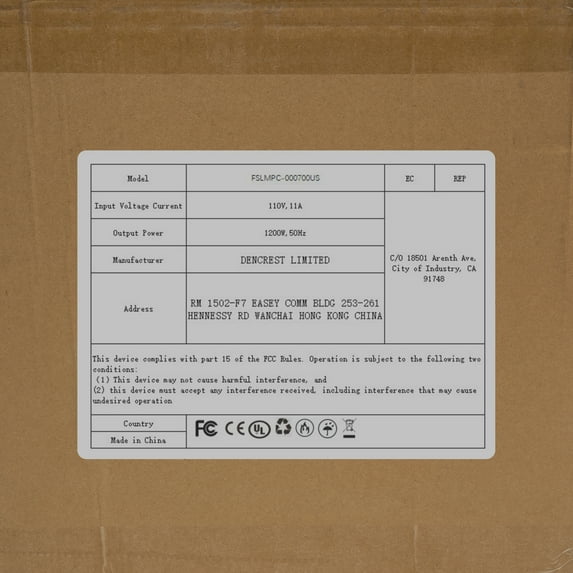 Model FSLMPC-000700US EC REP
Input Voltage Current 110V,11A
Output Power 1200W,50Hz
Manufacturer DENCREST LIMITED
C/O 18501 Arenth Ave,
City of Industry, CA
91748
Address RM 1502-F7 EASEY COMM BLDG 253-261
HENNESSY RD WANCHAI HONG KONG CHINA
This device complies with part 15 of the FCC Rules. Operation is subject to the following two
conditions:
(1) This device may not cause harmful interference, and
(2) this device must accept any interference received, including interference that may cause
undesired operation
Country
Made in China
FC CE UL